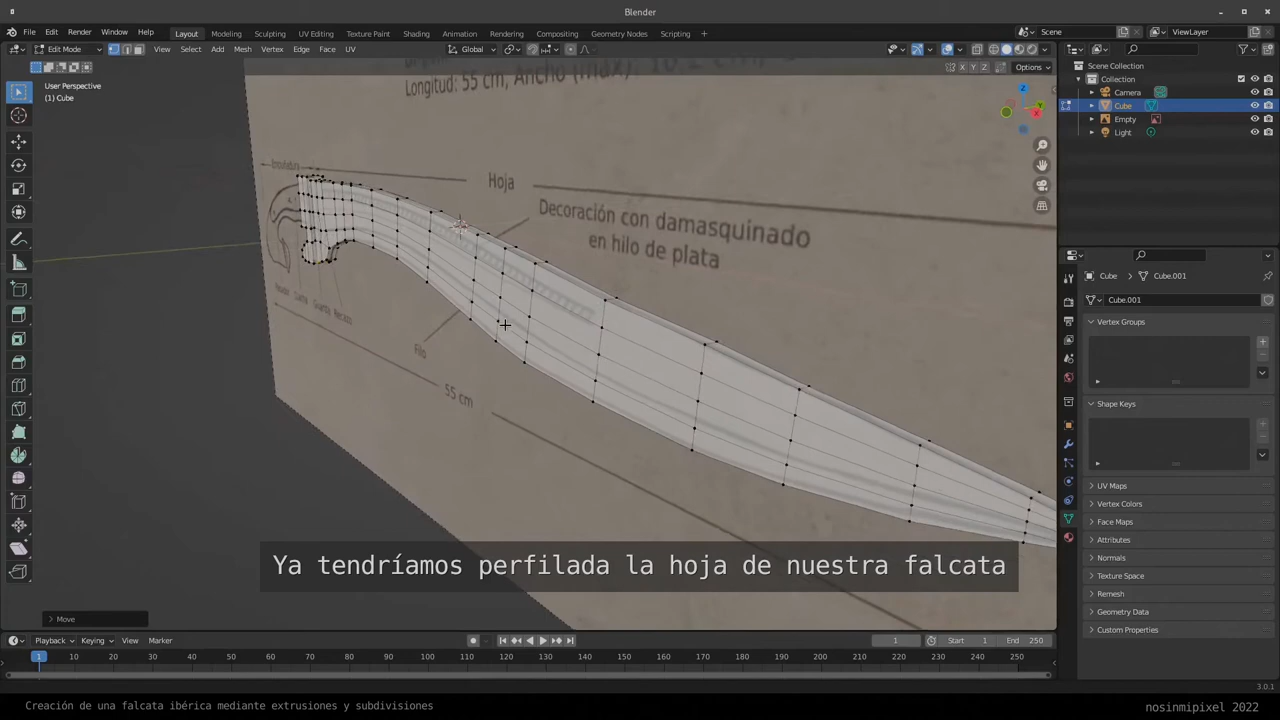 Blender
File Edit Render Window Help Layout Modeling Sculpting UV Editing Texture Paint Shading Animation Rendering Compositing Geometry Nodes Scripting Scene ViewLayer
Edit Mode View Select Add Mesh Vertex Edge Face UV Global
X Y Z Options
User Perspective
(1) Cube
Longitud: 55 cm, Ancho (max):
Hoja
Decoración con damasquinado
en hilo de plata
Filo
55 cm
Scene Collection
Collection
Camera
Cube
Empty
Light
Cube Cube.001
Cube.001
Vertex Groups
Shape Keys
UV Maps
Vertex Colors
Face Maps
Attributes
Normals
Texture Space
Remesh
Geometry Data
Custom Properties
Ya tendríamos perfilada la hoja de nuestra falcata
Move
Playback Keying View Marker 1 Start 1 End 250
1 10 20 30 40 50 60 70 80 90 100 110 120 130 140 150 160 170 180 190 200 210 220 230 240 250
3.0.1
Creación de una falcata ibérica mediante extrusiones y subdivisiones
nosinmipixel 2022